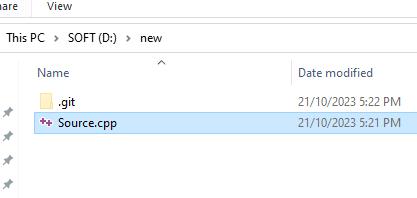 Share View
This PC > SOFT (D:) > new
Name Date modified
.git 21/10/2023 5:22 PM
Source.cpp 21/10/2023 5:21 PM